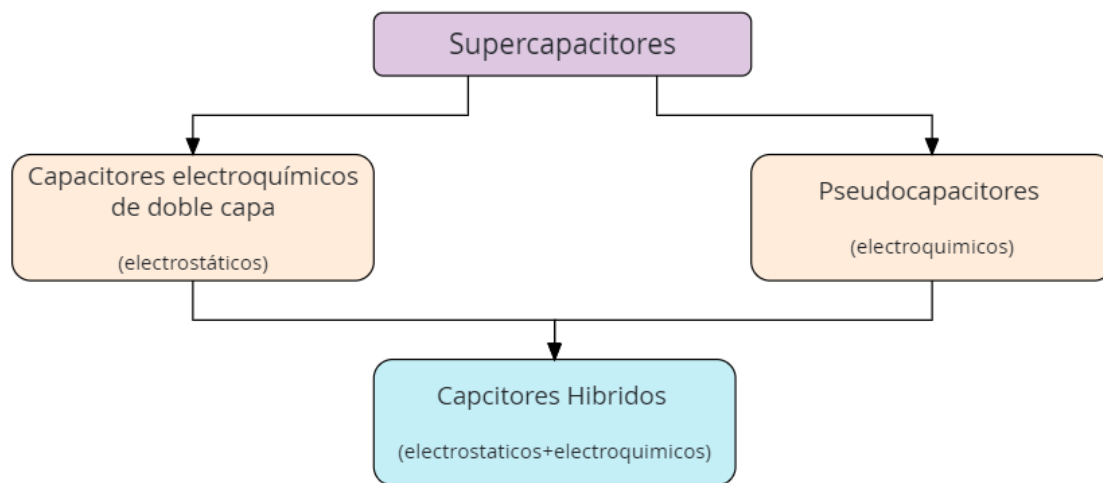 Supercapacitores
Capacitores electroquímicos
de doble capa
(electrostáticos)
Pseudocapacitores
(electroquimicos)
Capcitores Hibridos
(electrostaticos+electroquimicos)